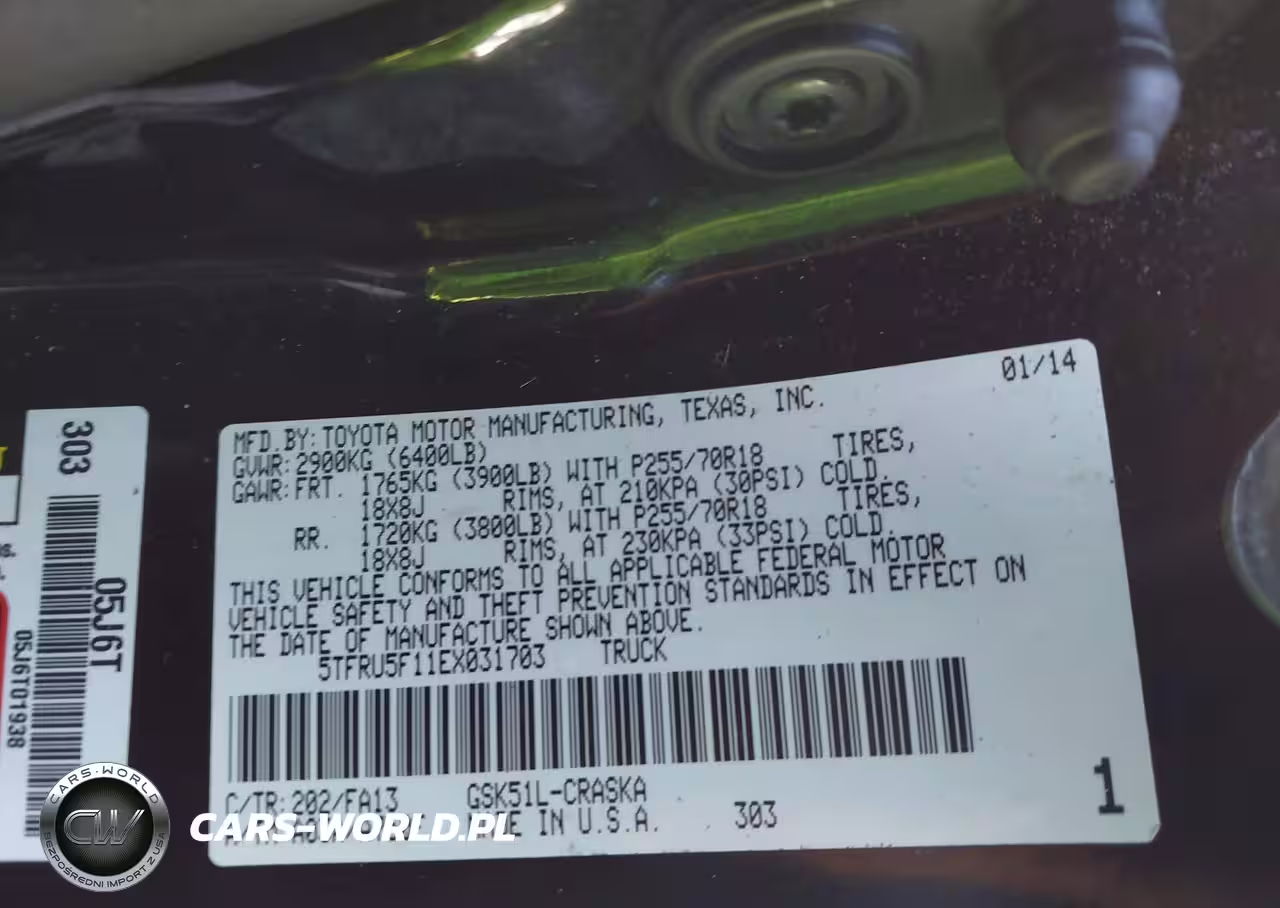 01/14
MFD.BY:TOYOTA MOTOR MANUFACTURING, TEXAS, INC.
GVWR:2900KG (6400LB)
GAWR:FRT. 1765KG (3900LB) WITH P255/70R18 TIRES,
18X8J RIMS, AT 210KPA (30PSI) COLD.
RR. 1720KG (3800LB) WITH P255/70R18 TIRES,
18X8J RIMS, AT 230KPA (33PSI) COLD.
THIS VEHICLE CONFORMS TO ALL APPLICABLE FEDERAL MOTOR
VEHICLE SAFETY AND THEFT PREVENTION STANDARDS IN EFFECT ON
THE DATE OF MANUFACTURE SHOWN ABOVE.
5TFRU5F11EX031703 TRUCK
C/TR:202/FA13 GSK51L-CRASKA
IN U.S.A. 303
1
303
05J6T
05J6T01938
CARS-WORLD
CW
BEZPOŚREDNI IMPORT Z USA
CARS-WORLD.PL